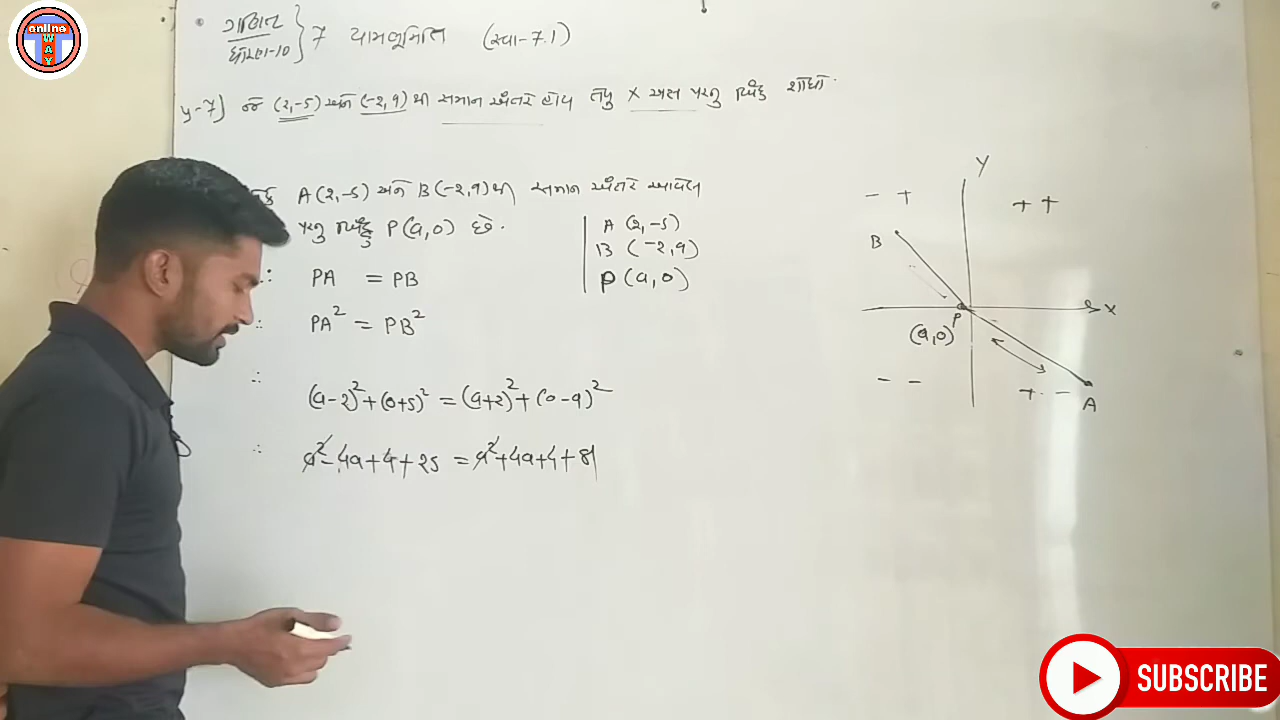 online
WAY
ગણિત
ધોરણ-10 } 7 યામભૂમિતિ (સ્વા-7.1)
y-7) જે (2,-5) અને (-2,9) થી સમાન અંતરે હોય તેવું X અક્ષ પરનું બિંદુ શોધો.
A(2,-5) અને B(-2,9) થી સમાન અંતરે આવેલ
પરનું બિંદુ P(a,0) છે.
A (2,-5)
B (-2,9)
P (a,0)
∴ PA = PB
∴ PA² = PB²
∴ (a-2)²+(0+5)² = (a+2)²+(0-9)²
∴ a²-4a+4+25 = a²+4a+4+81
Y
- +
+ +
B
X
P
(a,0)
- -
+ -
A
SUBSCRIBE